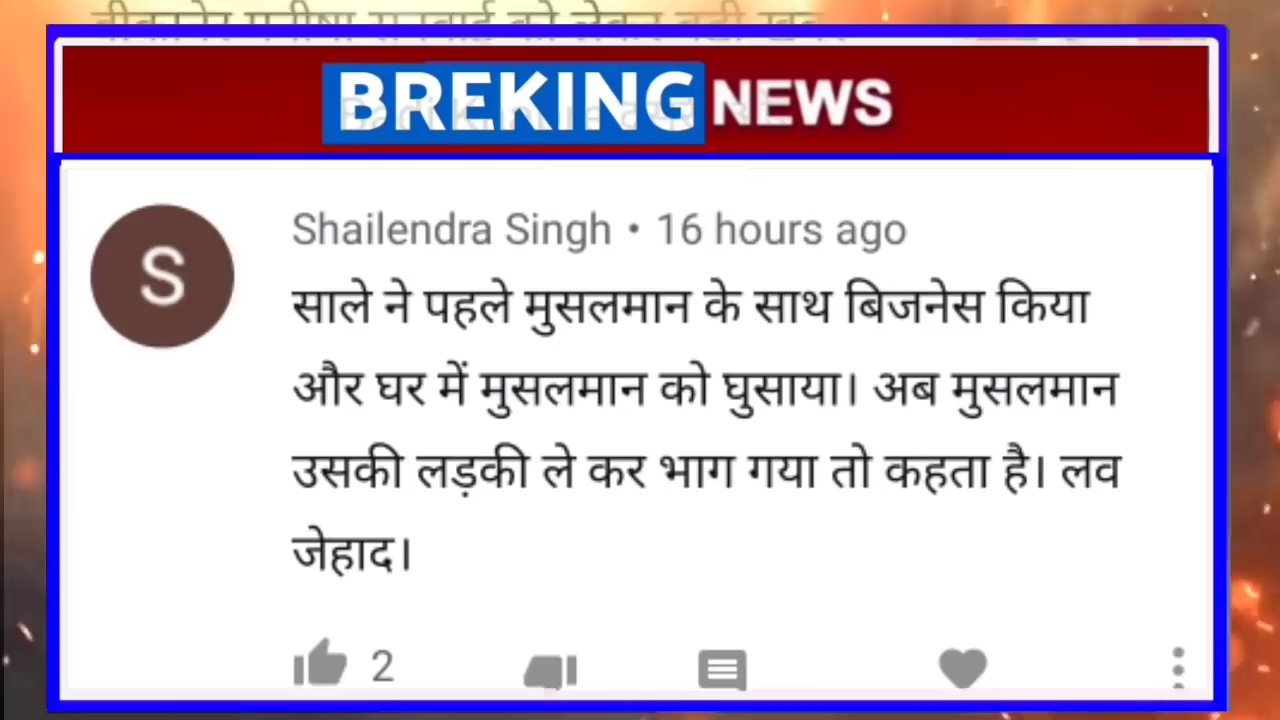 BREKING NEWS
S
Shailendra Singh • 16 hours ago
साले ने पहले मुसलमान के साथ बिजनेस किया
और घर में मुसलमान को घुसाया। अब मुसलमान
उसकी लड़की ले कर भाग गया तो कहता है। लव
जेहाद।
2